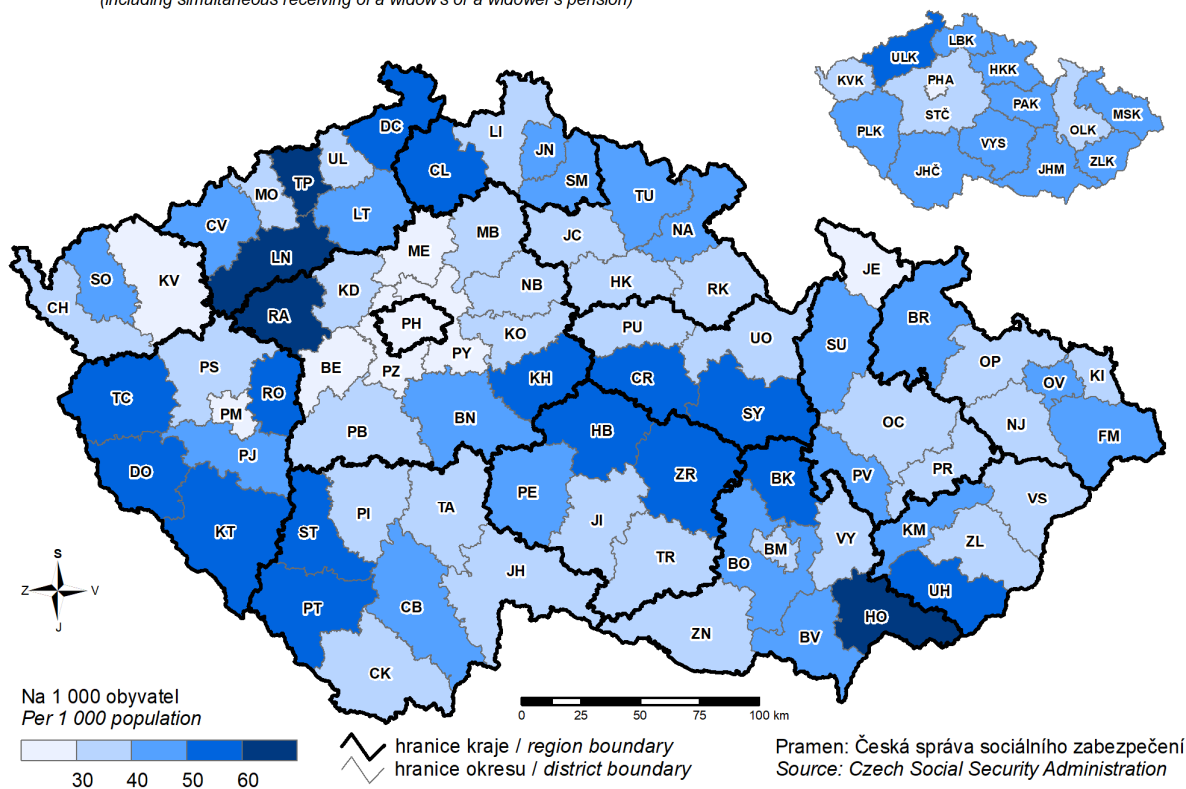 (including simultaneous receiving of a widow's or a widower's pension)
LBK
ULK
HKK
KVK
PHA
PAK
STČ
MSK
PLK
OLK
VYS
ZLK
JHČ
JHM
DC
LI
UL
JN
CL
TP
SM
MO
TU
LT
CV
NA
MB
JC
ME
LN
JE
SO
KV
HK
NB
RK
KD
CH
RA
BR
PH
PU
KO
UO
SU
PY
OP
PS
BE
PZ
KI
KH
CR
OV
RO
TC
PM
SY
BN
OC
NJ
PB
HB
FM
PJ
PR
DO
ZR
PV
BK
PE
VS
TA
PI
JI
KT
ST
KM
VY
ZL
BM
TR
BO
JH
UH
PT
CB
HO
ZN
BV
CK
S
Z
V
J
Na 1 000 obyvatel
Per 1 000 population
30 40 50 60
0 25 50 75 100 km
hranice kraje / region boundary
hranice okresu / district boundary
Pramen: Česká správa sociálního zabezpečení
Source: Czech Social Security Administration